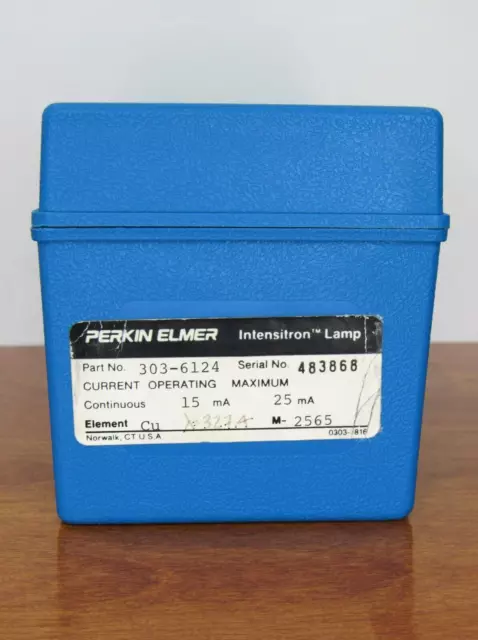 PERKIN ELMER Intensitron™ Lamp
Part No. 303-6124 Serial No. 483868
CURRENT OPERATING MAXIMUM
Continuous 15 mA 25 mA
Element Cu 327A M- 2565
Norwalk, CT U.S.A